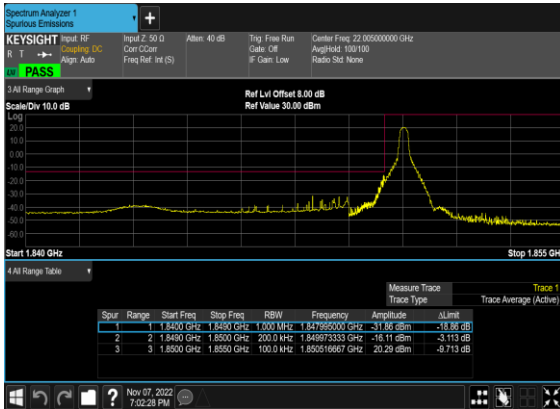 Spectrum Analyzer 1
Spurious Emissions
+
KEYSIGHT Input: RF Input Z: 50 Ω Atten: 40 dB Trig: Free Run Center Freq: 22.005000000 GHz
R T Coupling: DC Corr CCorr Gate: Off Avg|Hold: 100/100
Align: Auto Freq Ref: Int (S) IF Gain: Low Radio Std: None
PASS
3 All Range Graph
Ref Lvl Offset 8.00 dB
Scale/Div 10.0 dB Ref Value 30.00 dBm
Log
20.0
10.0
0.00
-10.0
-20.0
-30.0
-40.0
-50.0
-60.0
Start 1.840 GHz Stop 1.855 GH
4 All Range Table
Measure Trace Trace 1
Trace Type Trace Average (Active)
Spur Range Start Freq Stop Freq RBW Frequency Amplitude ΔLimit
1 1 1.8400 GHz 1.8490 GHz 1.000 MHz 1.847995000 GHz -31.86 dBm -18.86 dB
2 2 1.8490 GHz 1.8500 GHz 200.0 kHz 1.849973333 GHz -16.11 dBm -3.113 dB
3 3 1.8500 GHz 1.8550 GHz 100.0 kHz 1.850516667 GHz 20.29 dBm -9.713 dB
? Nov 07, 2022
7:02:28 PM